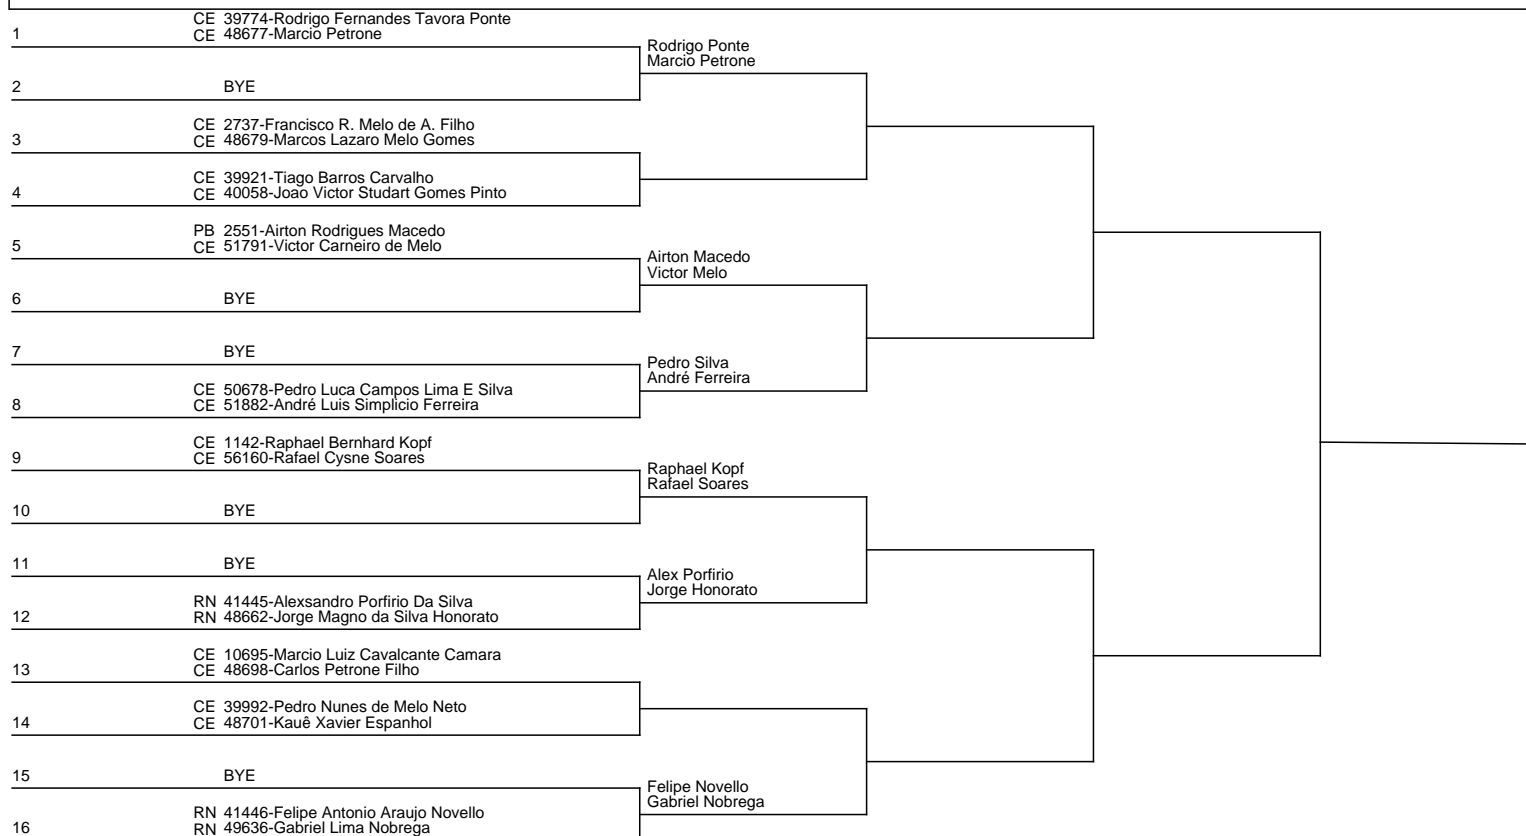 CE 39774-Rodrigo Fernandes Tavora Ponte
1 CE 48677-Marcio Petrone
Rodrigo Ponte
Marcio Petrone
2 BYE
CE 2737-Francisco R. Melo de A. Filho
3 CE 48679-Marcos Lazaro Melo Gomes
CE 39921-Tiago Barros Carvalho
4 CE 40058-Joao Victor Studart Gomes Pinto
PB 2551-Airton Rodrigues Macedo
5 CE 51791-Victor Carneiro de Melo
Airton Macedo
Victor Melo
6 BYE
7 BYE
Pedro Silva
André Ferreira
CE 50678-Pedro Luca Campos Lima E Silva
8 CE 51882-André Luis Simplicio Ferreira
CE 1142-Raphael Bernhard Kopf
9 CE 56160-Rafael Cysne Soares
Raphael Kopf
Rafael Soares
10 BYE
11 BYE
Alex Porfirio
Jorge Honorato
RN 41445-Alexsandro Porfirio Da Silva
12 RN 48662-Jorge Magno da Silva Honorato
CE 10695-Marcio Luiz Cavalcante Camara
13 CE 48698-Carlos Petrone Filho
CE 39992-Pedro Nunes de Melo Neto
14 CE 48701-Kauê Xavier Espanhol
15 BYE
Felipe Novello
Gabriel Nobrega
RN 41446-Felipe Antonio Araujo Novello
16 RN 49636-Gabriel Lima Nobrega